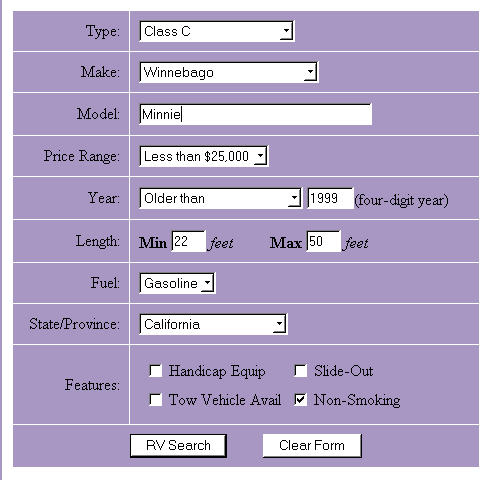 Type: Class C
Make: Winnebago
Model: Minnie
Price Range: Less than $25,000
Year: Older than 1999 (four-digit year)
Length: Min 22 feet Max 50 feet
Fuel: Gasoline
State/Province: California
Features: Handicap Equip Slide-Out
Tow Vehicle Avail Non-Smoking
RV Search Clear Form